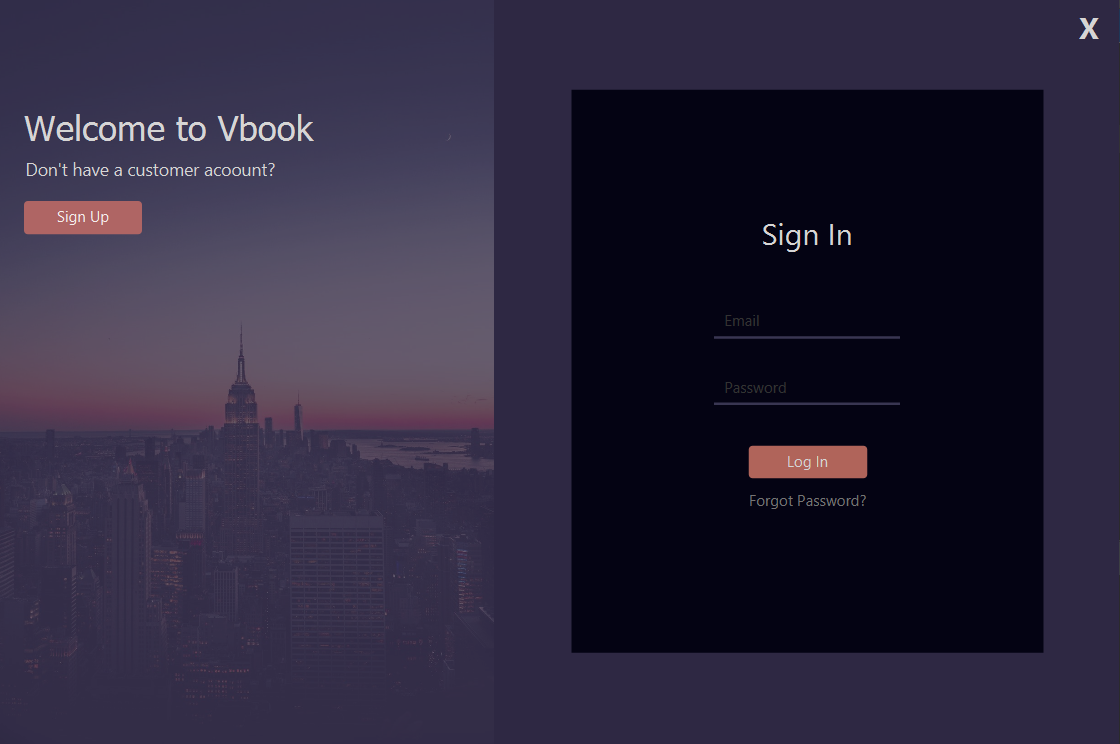 X
Welcome to Vbook
Don't have a customer acoount?
Sign Up
Sign In
Email
Password
Log In
Forgot Password?